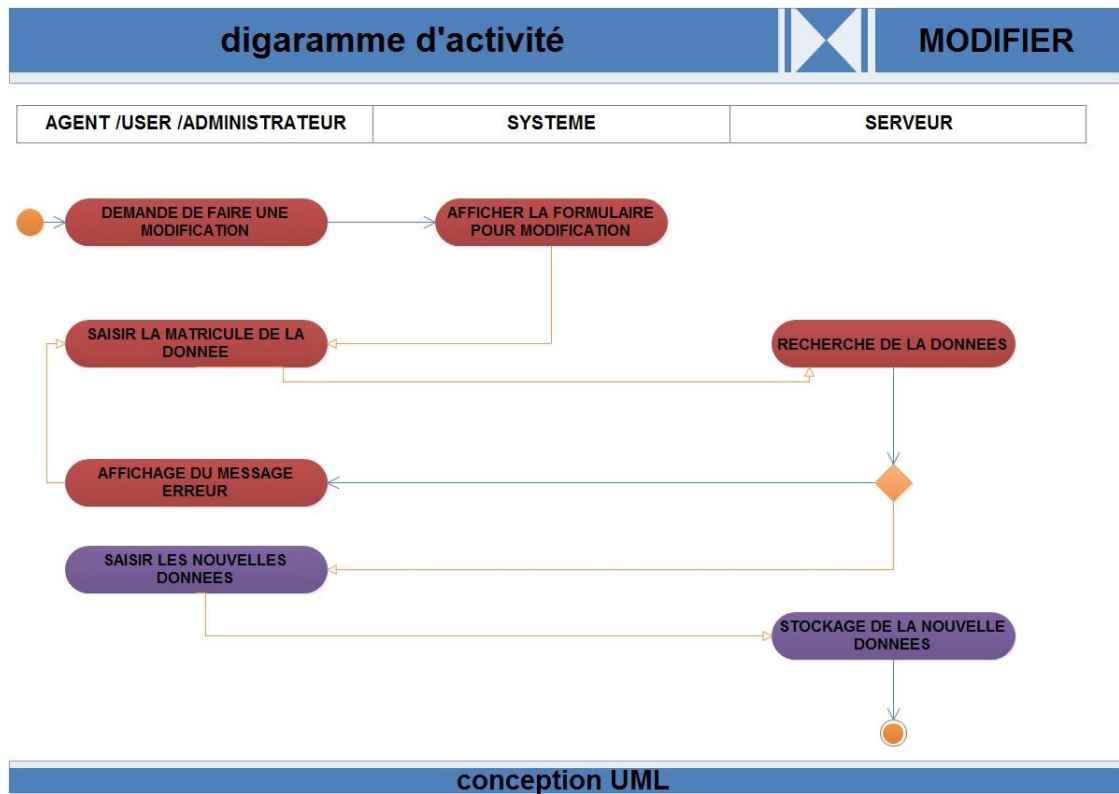 digaramme d'activité
MODIFIER
AGENT /USER /ADMINISTRATEUR
SYSTEME
SERVEUR
DEMANDE DE FAIRE UNE
MODIFICATION
AFFICHER LA FORMULAIRE
POUR MODIFICATION
SAISIR LA MATRICULE DE LA
DONNEE
RECHERCHE DE LA DONNEES
AFFICHAGE DU MESSAGE
ERREUR
SAISIR LES NOUVELLES
DONNEES
STOCKAGE DE LA NOUVELLE
DONNEES
conception UML